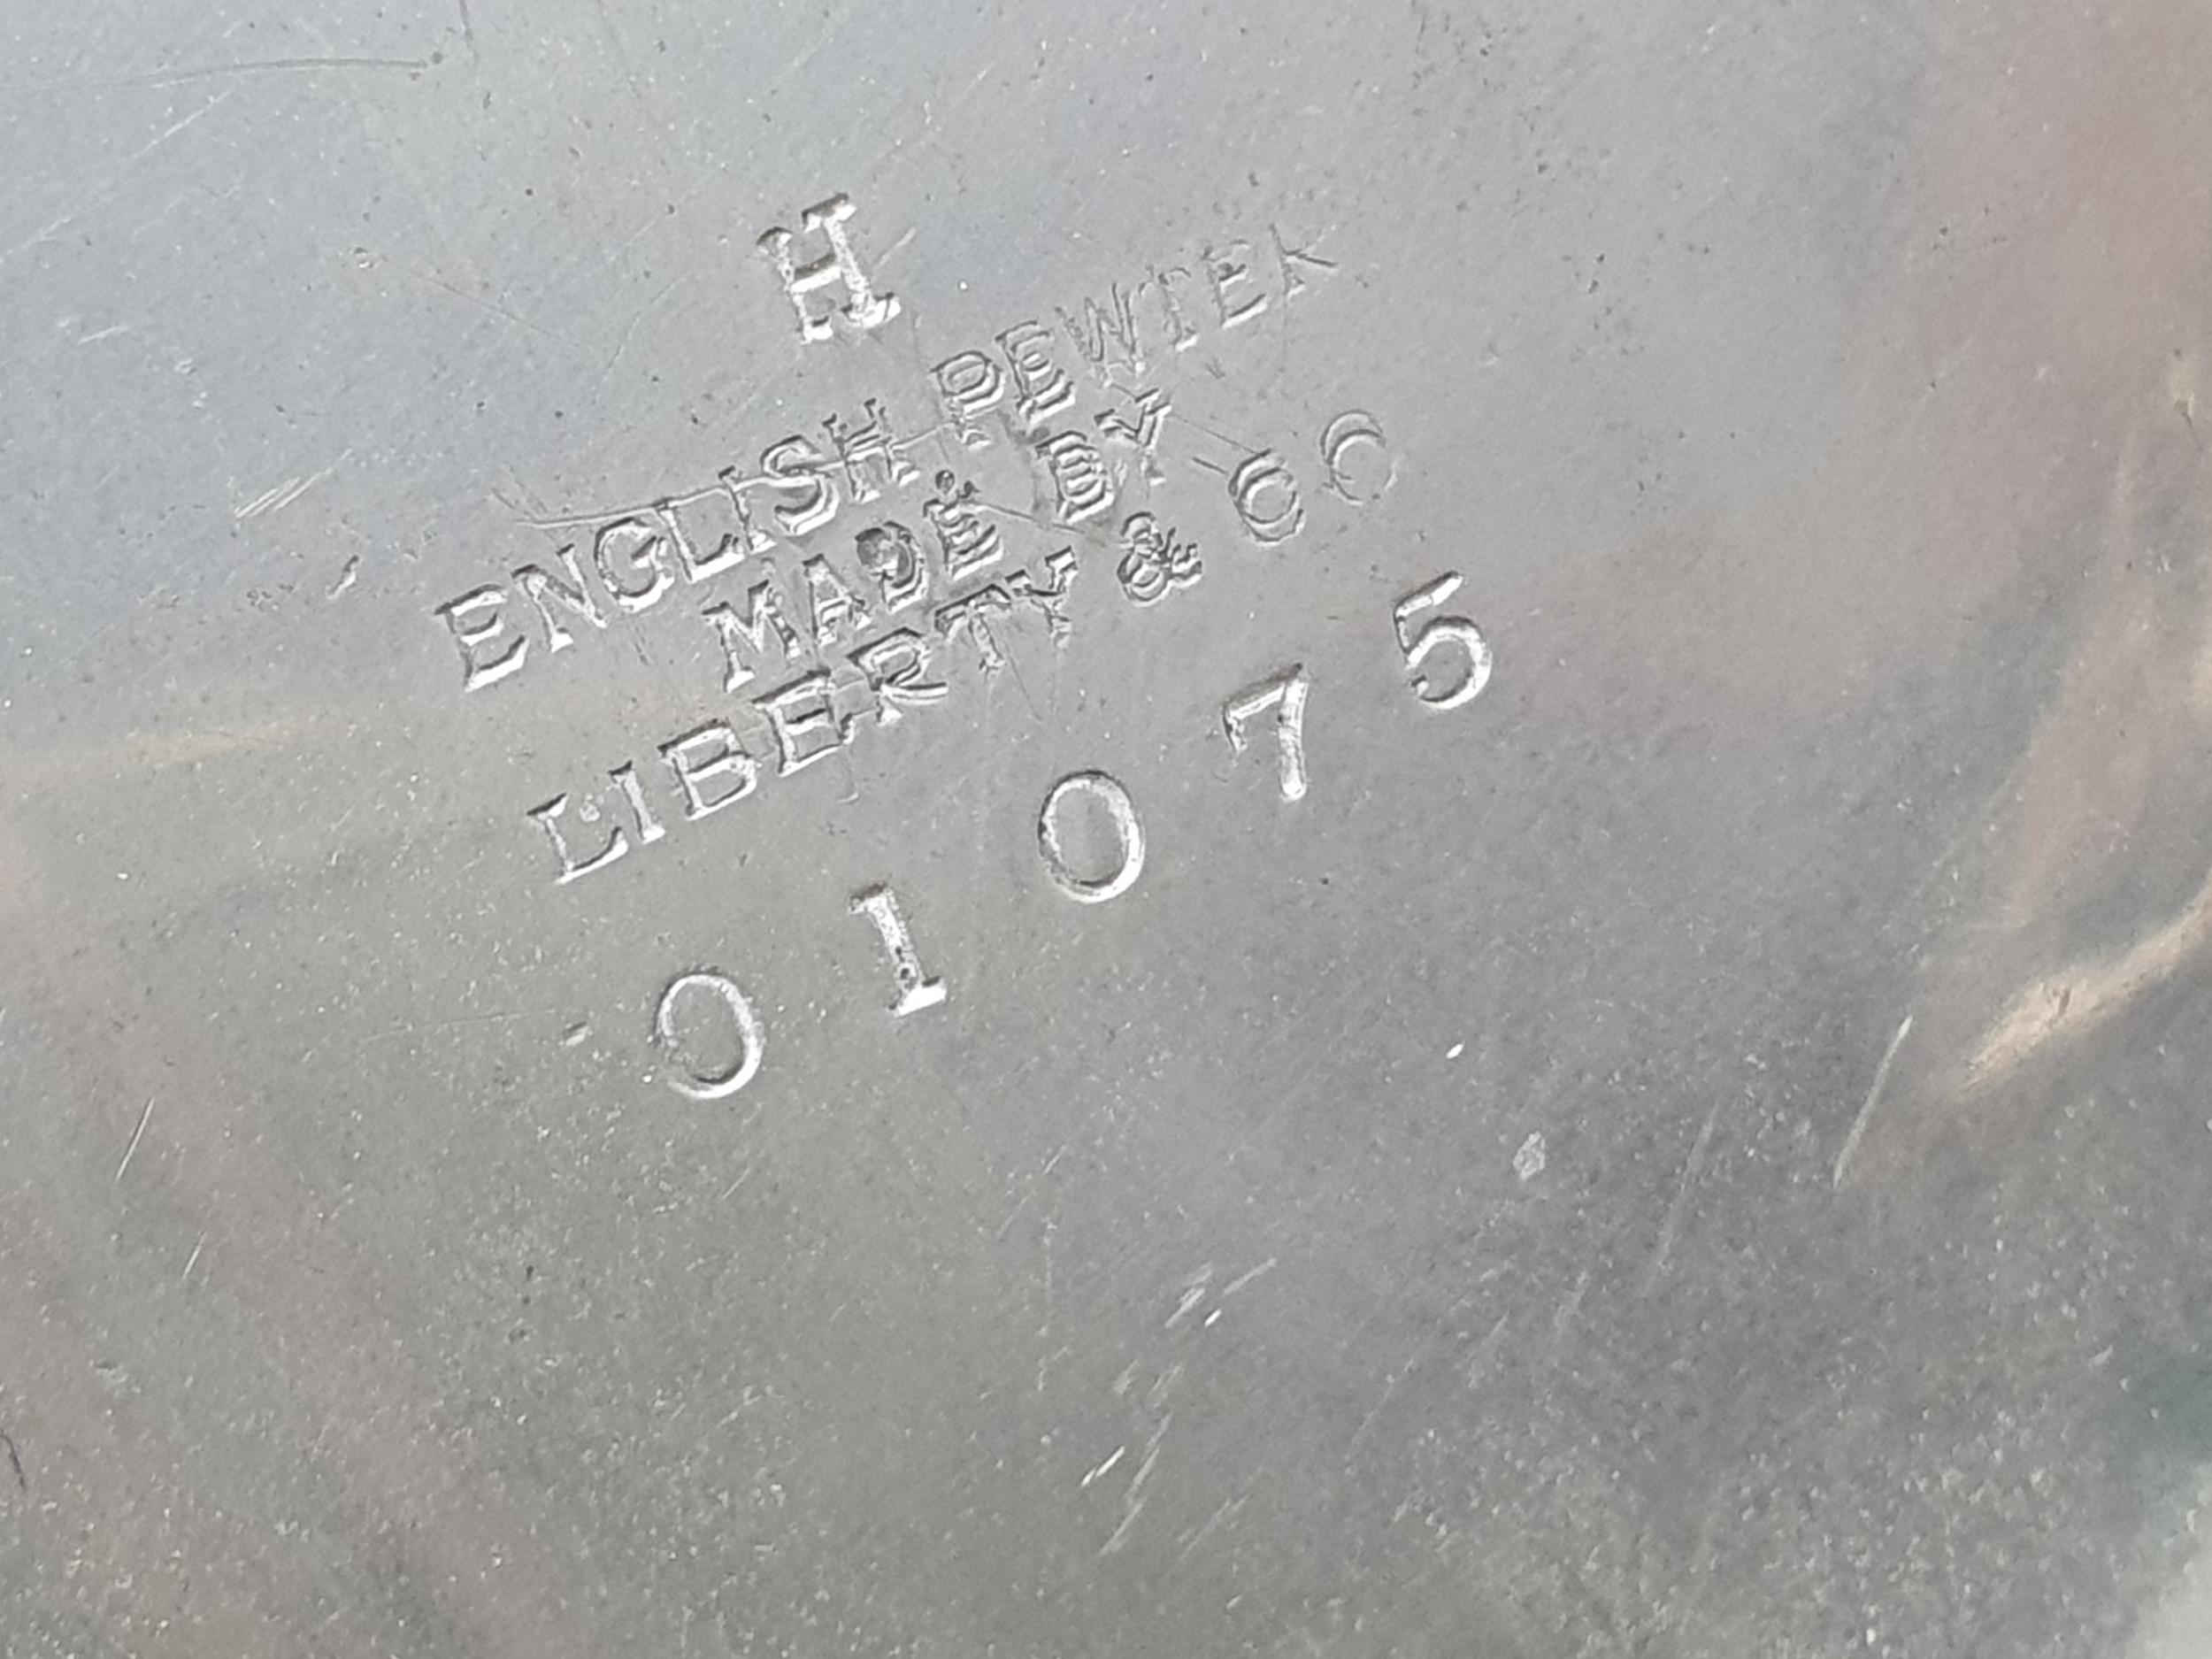 H
ENGLISH PEWTER
MADE BY
LIBERTY & CO
01075